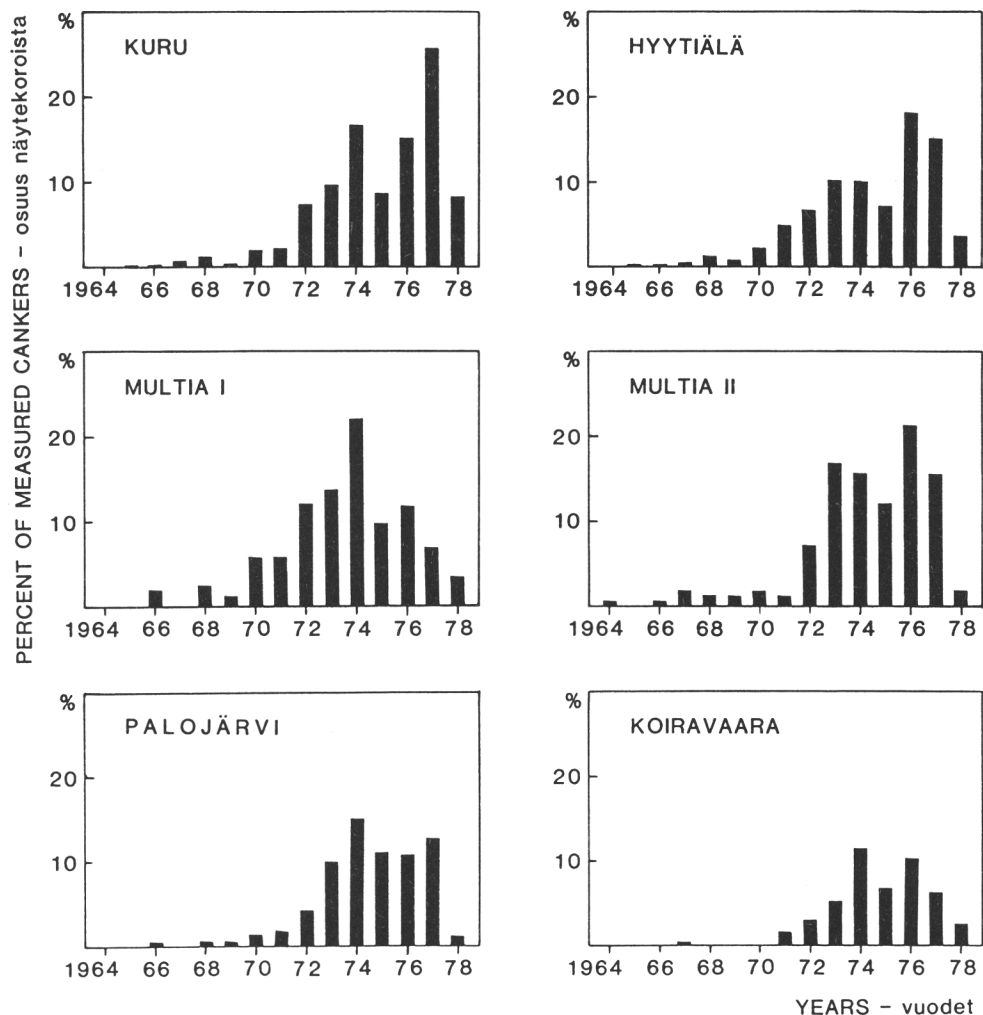 PERCENT OF MEASURED CANKERS – osuus näytekoroista
%
KURU
20
10
1964 66 68 70 72 74 76 78
%
HYYTIÄLÄ
20
10
1964 66 68 70 72 74 76 78
%
MULTIA I
20
10
1964 66 68 70 72 74 76 78
%
MULTIA II
20
10
1964 66 68 70 72 74 76 78
%
PALOJÄRVI
20
10
1964 66 68 70 72 74 76 78
%
KOIRAVAARA
20
10
1964 66 68 70 72 74 76 78
YEARS – vuodet